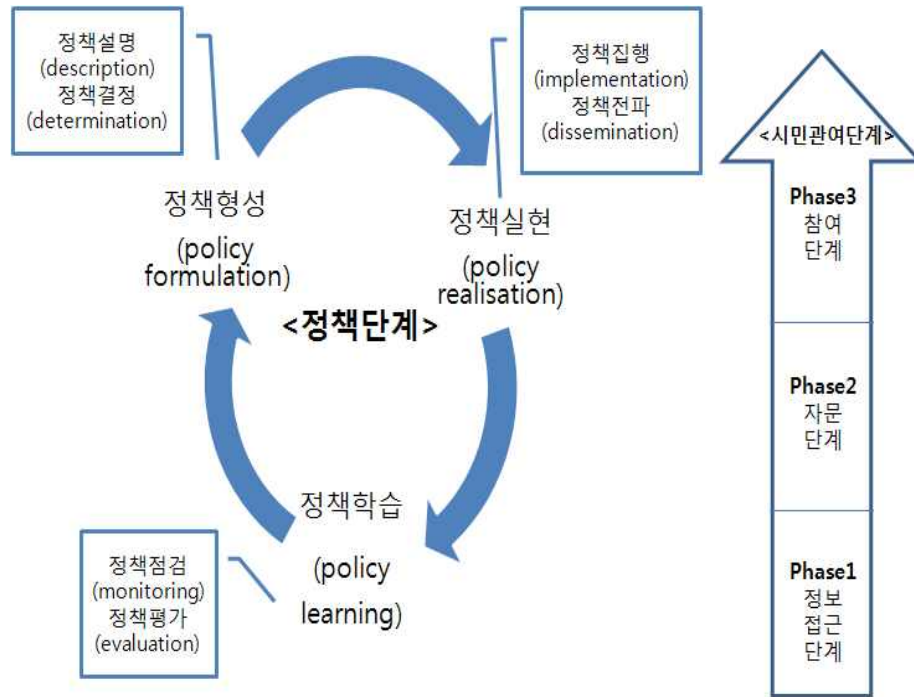 정책설명
(description)
정책결정
(determination)
정책집행
(implementation)
정책전파
(dissemination)
정책형성
(policy
formulation)
정책실현
(policy
realisation)
<정책단계>
정책학습
(policy
learning)
정책점검
(monitoring)
정책평가
(evaluation)
<시민관여단계>
Phase3
참여
단계
Phase2
자문
단계
Phase1
정보
접근
단계